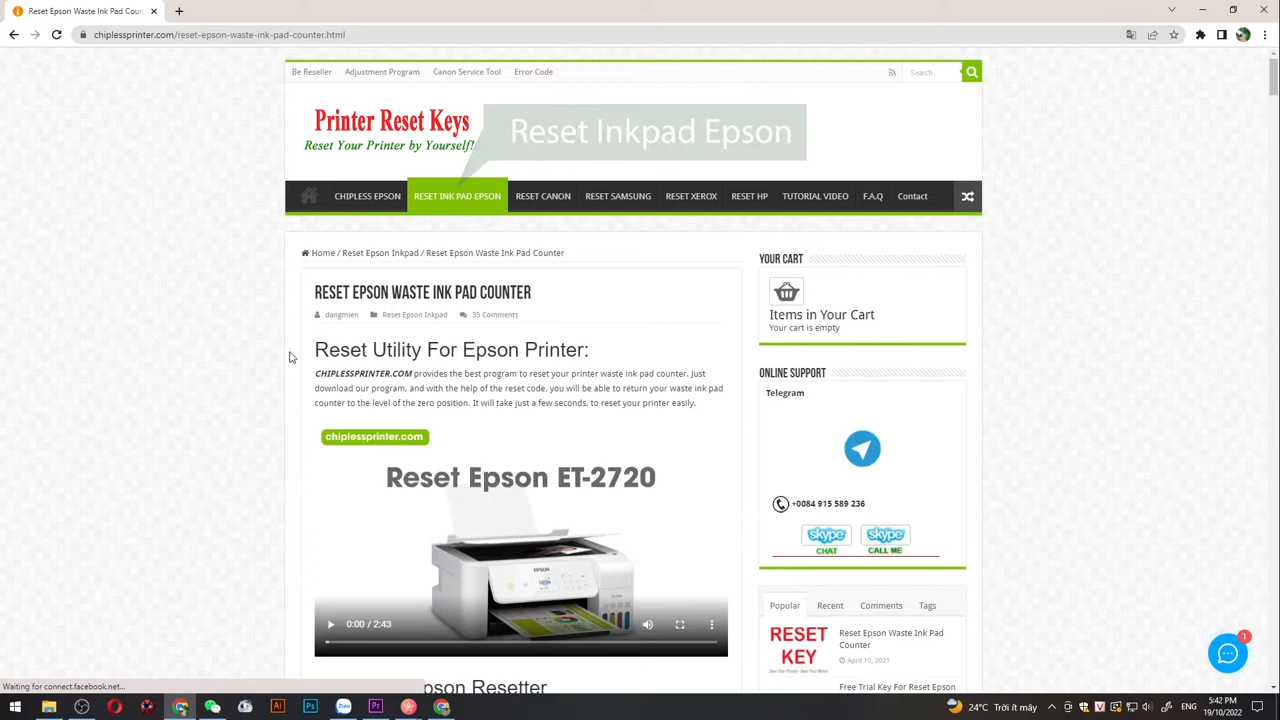 Reset Epson Waste Ink Pad Coun
chiplessprinter.com/reset-epson-waste-ink-pad-counter.html
Be Reseller
Adjustment Program
Canon Service Tool
Error Code
Search
Printer Reset Keys
Reset Your Printer by Yourself!
Reset Inkpad Epson
CHIPLESS EPSON
RESET INK PAD EPSON
RESET CANON
RESET SAMSUNG
RESET XEROX
RESET HP
TUTORIAL VIDEO
F.A.Q
Contact
Home / Reset Epson Inkpad / Reset Epson Waste Ink Pad Counter
RESET EPSON WASTE INK PAD COUNTER
dangmien
Reset Epson Inkpad
35 Comments
Reset Utility For Epson Printer:
CHIPLESSPRINTER.COM provides the best program to reset your printer waste ink pad counter. Just
download our program, and with the help of the reset code, you will be able to return your waste ink pad
counter to the level of the zero position. It will take just a few seconds, to reset your printer easily.
chiplessprinter.com
Reset Epson ET-2720
EPSON
0:00 / 2:43
pson Resetter
YOUR CART
Items in Your Cart
Your cart is empty
ONLINE SUPPORT
Telegram
+0084 915 589 236
skype
CHAT
skype
CALL ME
Popular
Recent
Comments
Tags
RESET
KEY
Reset Epson Waste Ink Pad
Counter
April 10, 2021
Free Trial Key For Reset Epson
1
Waiting for connect.facebook.net...
Ai
Ps
Zalo
Pr
24°C
5:42 PM
19/10/2022